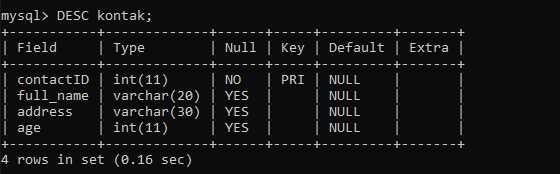 mysql> DESC kontak;
+-----------+-------------+------+-----+---------+-------+
| Field     | Type        | Null | Key | Default | Extra |
+-----------+-------------+------+-----+---------+-------+
| contactID | int(11)     | NO   | PRI | NULL    |       |
| full_name | varchar(20) | YES  |     | NULL    |       |
| address   | varchar(30) | YES  |     | NULL    |       |
| age       | int(11)     | YES  |     | NULL    |       |
+-----------+-------------+------+-----+---------+-------+
4 rows in set (0.16 sec)